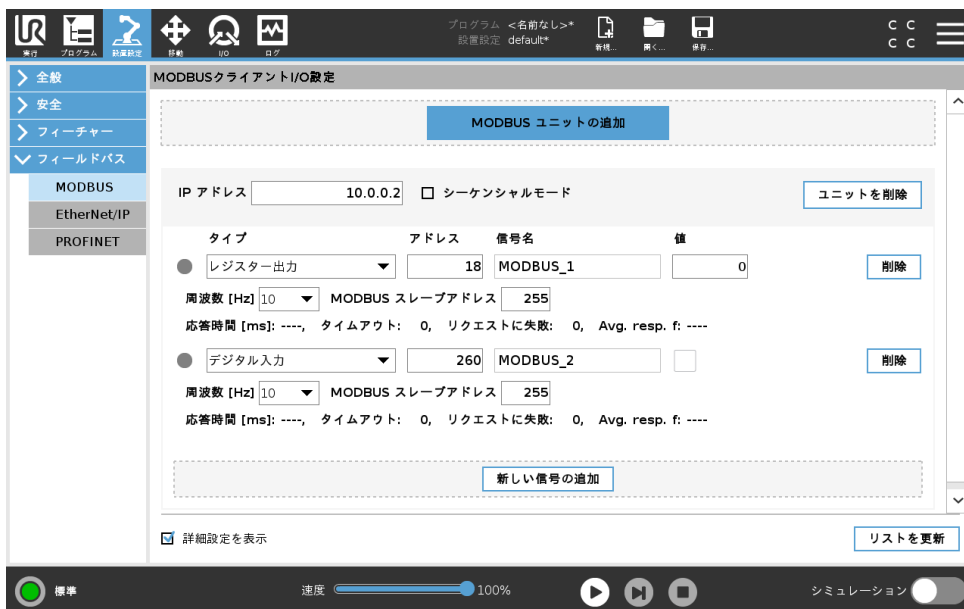 UR
プログラム <名前なし>*
設置設定 default*
C C
C C
実行 プログラム 設置設定 移動 I/O ログ 新規... 開く... 保存...
全般
安全
フィーチャー
フィールドバス
MODBUS
EtherNet/IP
PROFINET
MODBUSクライアントI/O設定
MODBUS ユニットの追加
IP アドレス 10.0.0.2 シーケンシャルモード ユニットを削除
タイプ アドレス 信号名 値
レジスター出力 18 MODBUS_1 0 削除
周波数 [Hz] 10 MODBUS スレーブアドレス 255
応答時間 [ms]: ----, タイムアウト: 0, リクエストに失敗: 0, Avg. resp. f: ----
デジタル入力 260 MODBUS_2 削除
周波数 [Hz] 10 MODBUS スレーブアドレス 255
応答時間 [ms]: ----, タイムアウト: 0, リクエストに失敗: 0, Avg. resp. f: ----
新しい信号の追加
詳細設定を表示 リストを更新
標準 速度 100% シミュレーション